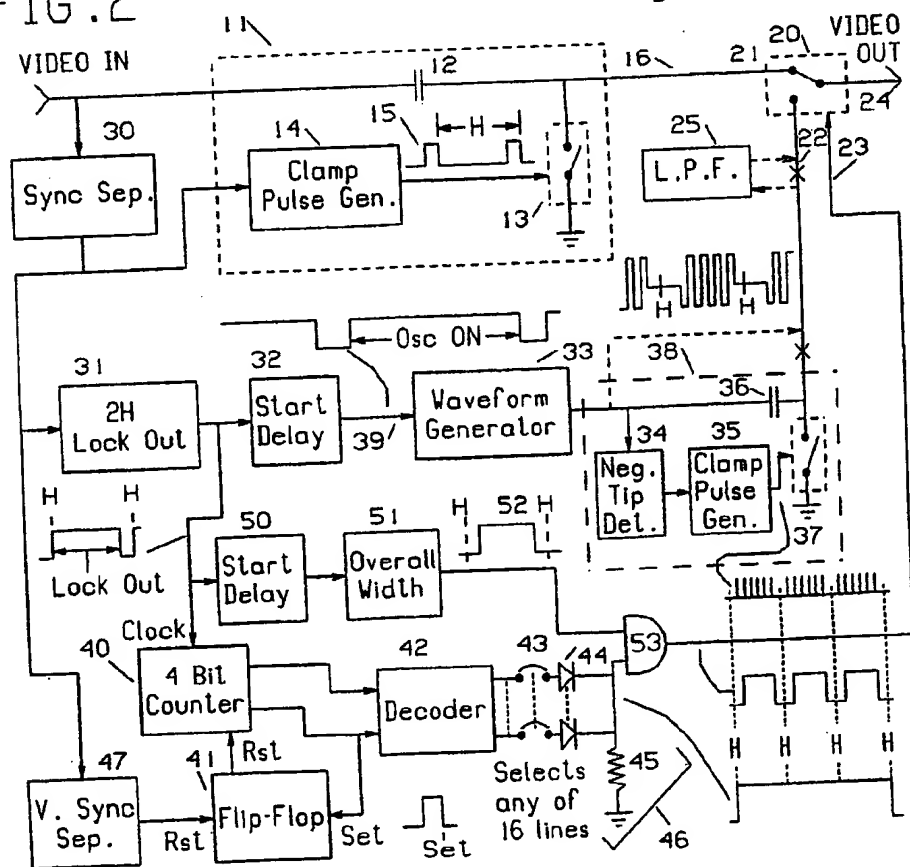 FIG.2
11
VIDEO IN
12
16
21
20
VIDEO
OUT
24
30
14
15
H
25
22
23
Sync Sep.
Clamp
Pulse Gen.
L.P.F.
13
H
H
Osc ON
31
32
33
38
36
2H
Lock Out
Start
Delay
39
Waveform
Generator
34
35
Neg.
Tip
Det.
Clamp
Pulse
Gen.
37
H
H
50
51
H
52
H
Lock Out
Start
Delay
Overall
Width
Clock
40
42
43
44
53
4 Bit
Counter
Decoder
47
41
Rst
45
H
H
H
H
V. Sync
Sep.
Rst
Flip-Flop
Set
Set
Selects
any of
16 lines
46